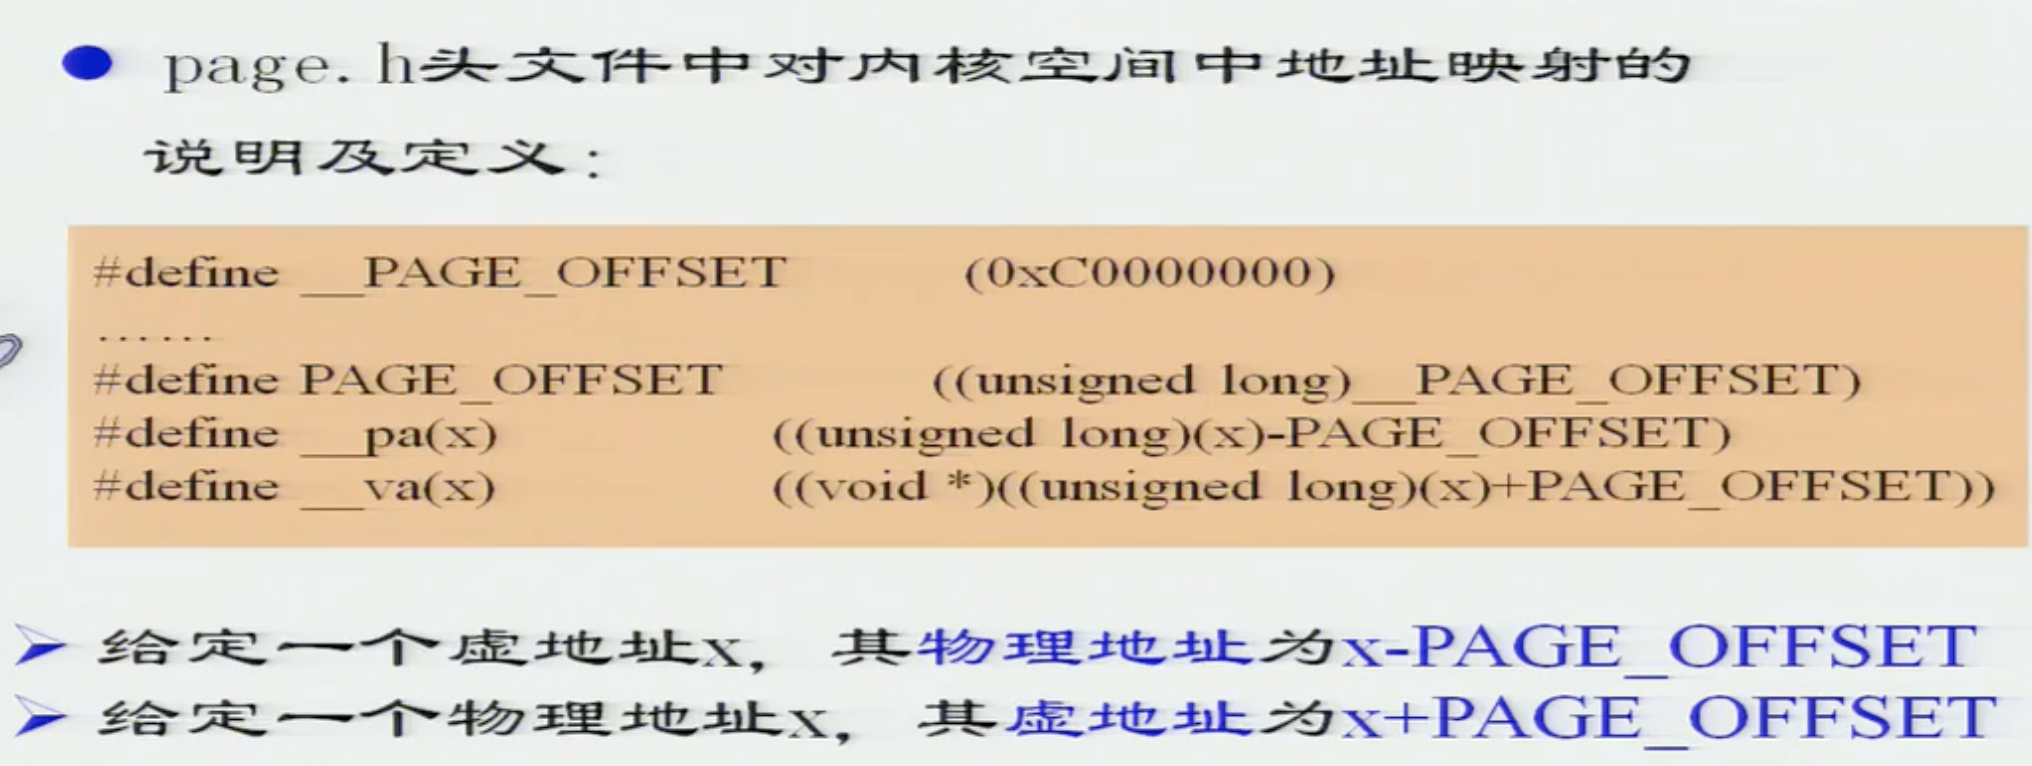 page.h头文件中对内核空间中地址映射的
说明及定义:
#define __PAGE_OFFSET (0xC0000000)
......
#define PAGE_OFFSET ((unsigned long)__PAGE_OFFSET)
#define __pa(x) ((unsigned long)(x)-PAGE_OFFSET)
#define __va(x) ((void *)((unsigned long)(x)+PAGE_OFFSET))
给定一个虚地址x, 其物理地址为x-PAGE_OFFSET
给定一个物理地址x, 其虚地址为x+PAGE_OFFSET